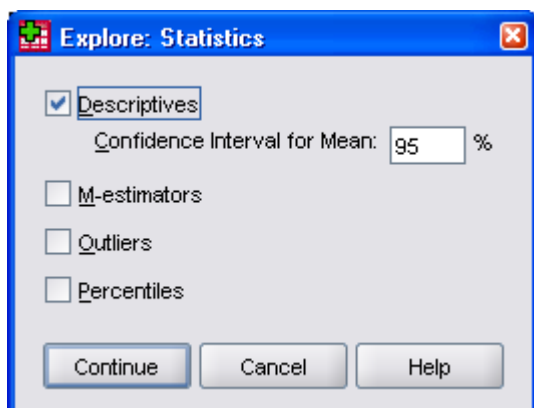 Explore: Statistics
Descriptives
Confidence Interval for Mean: 95 %
M-estimators
Outliers
Percentiles
Continue Cancel Help